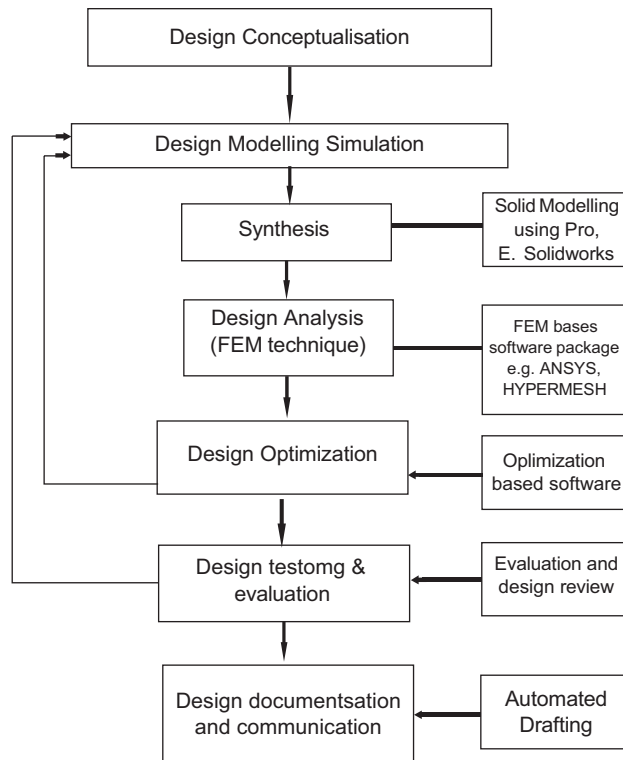 Design Conceptualisation
Design Modelling Simulation
Synthesis
Solid Modelling
using Pro,
E. Solidworks
Design Analysis
(FEM technique)
FEM bases
software package
e.g. ANSYS,
HYPERMESH
Design Optimization
Oplimization
based software
Design testomg &
evaluation
Evaluation and
design review
Design documentsation
and communication
Automated
Drafting